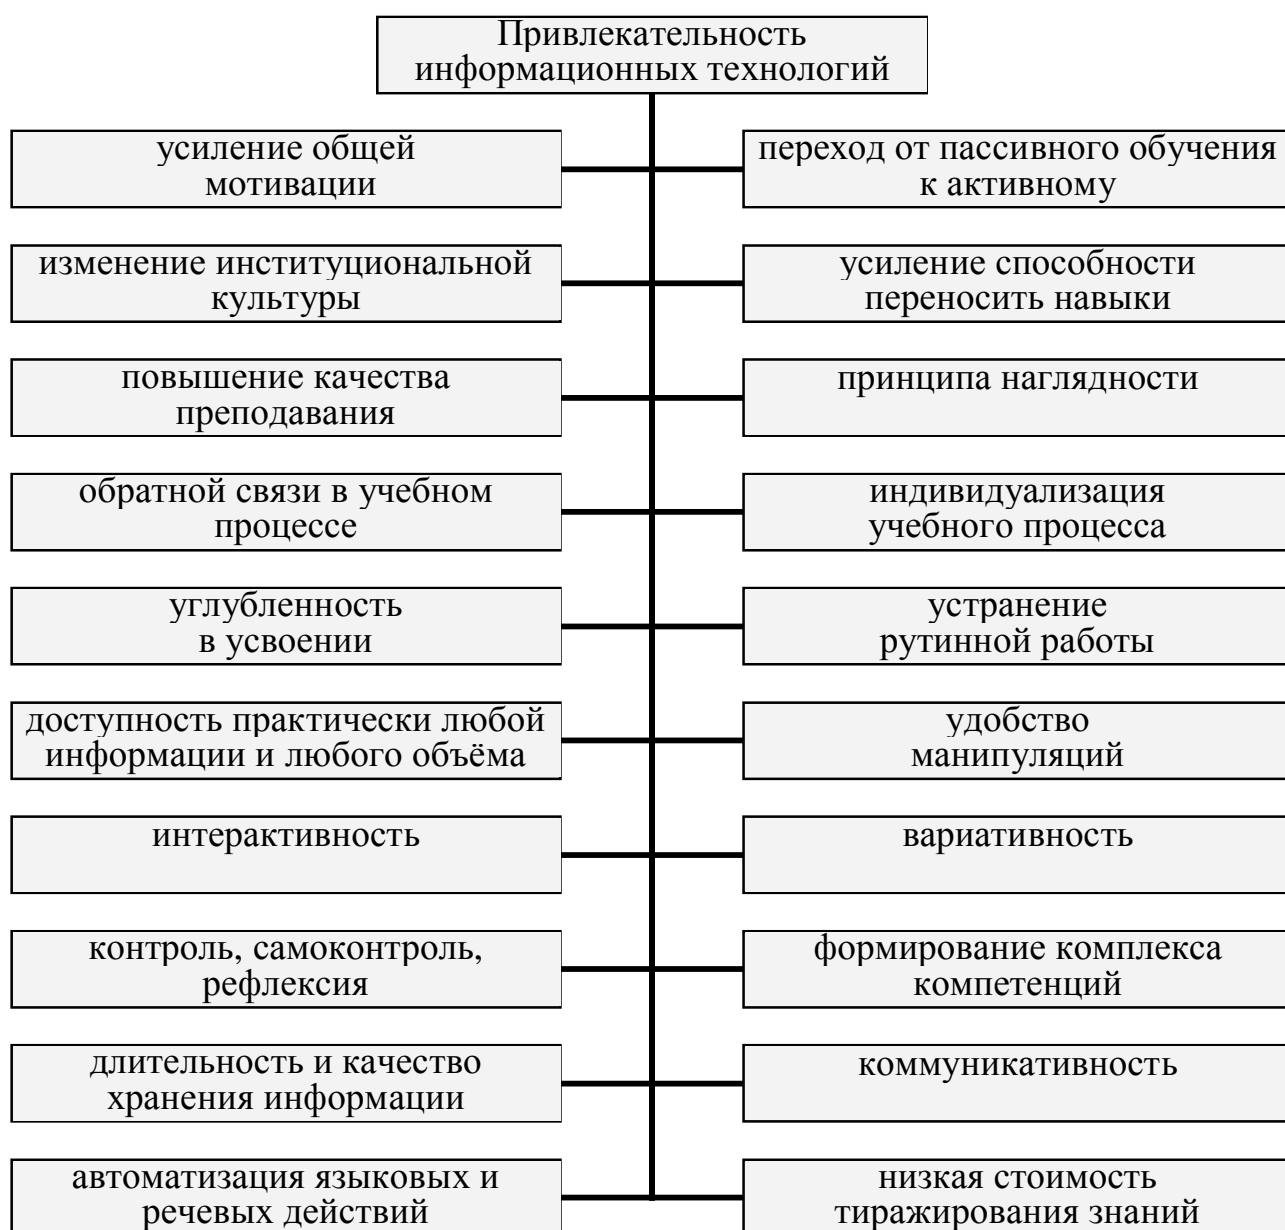 Привлекательность
информационных технологий
усиление общей
мотивации
переход от пассивного обучения
к активному
изменение институциональной
культуры
усиление способности
переносить навыки
повышение качества
преподавания
принципа наглядности
обратной связи в учебном
процессе
индивидуализация
учебного процесса
углубленность
в усвоении
устранение
рутинной работы
доступность практически любой
информации и любого объёма
удобство
манипуляций
интерактивность
вариативность
контроль, самоконтроль,
рефлексия
формирование комплекса
компетенций
длительность и качество
хранения информации
коммуникативность
автоматизация языковых и
речевых действий
низкая стоимость
тиражирования знаний